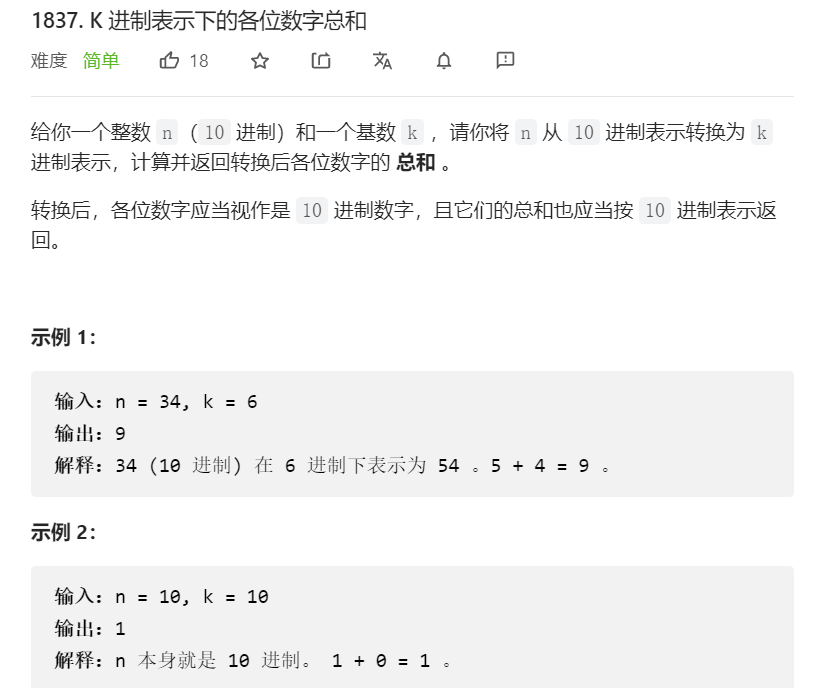 1837. K 进制表示下的各位数字总和
难度 简单 18
给你一个整数 n （10 进制）和一个基数 k ，请你将 n 从 10 进制表示转换为 k
进制表示，计算并返回转换后各位数字的 总和 。
转换后，各位数字应当视作是 10 进制数字，且它们的总和也应当按 10 进制表示返
回。
示例 1：
输入：n = 34, k = 6
输出：9
解释：34 (10 进制) 在 6 进制下表示为 54 。5 + 4 = 9 。
示例 2：
输入：n = 10, k = 10
输出：1
解释：n 本身就是 10 进制。 1 + 0 = 1 。